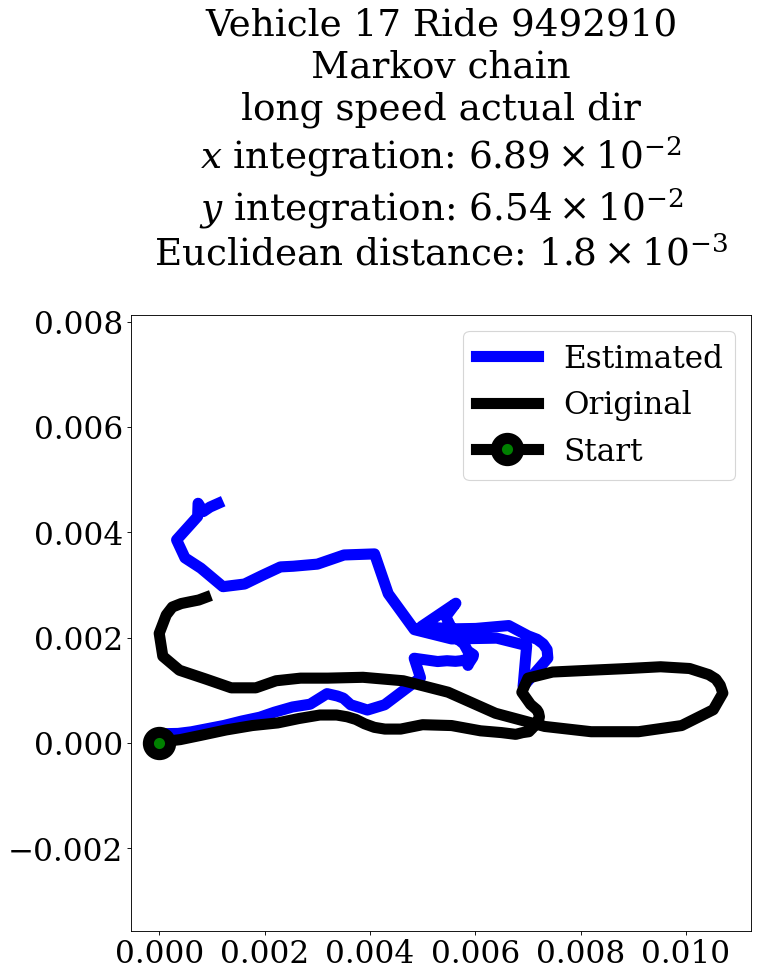 Vehicle 17 Ride 9492910
Markov chain
long speed actual dir
x integration: 6.89 × 10⁻²
y integration: 6.54 × 10⁻²
Euclidean distance: 1.8 × 10⁻³
0.008
0.006
0.004
0.002
0.000
−0.002
Estimated
Original
Start
0.000 0.002 0.004 0.006 0.008 0.010